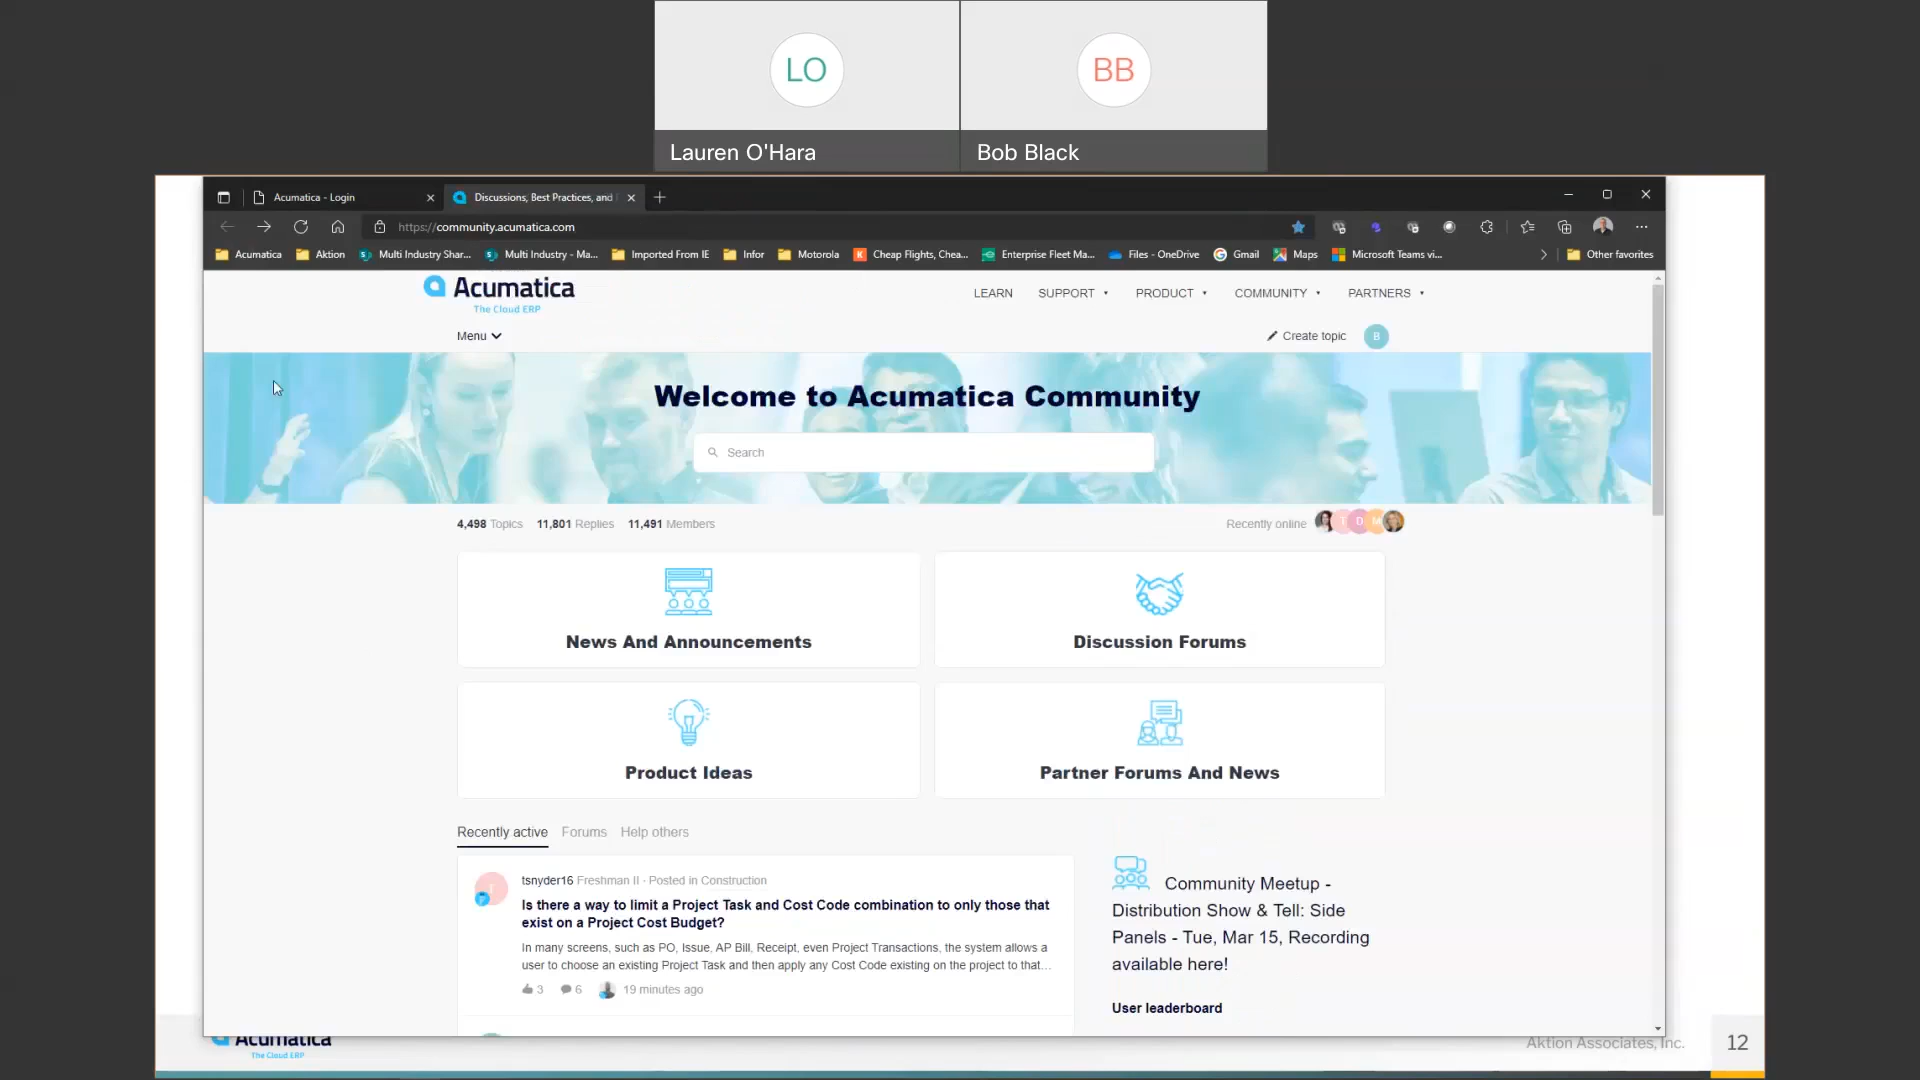 LO
BB
Lauren O'Hara
Bob Black
Acumatica - Login
Discussions, Best Practices, and
https://community.acumatica.com
Acumatica
Aktion
Multi Industry Shar...
Multi Industry - Ma...
Imported From IE
Infor
Motorola
Cheap Flights, Chea...
Enterprise Fleet Ma...
Files - OneDrive
Gmail
Maps
Microsoft Teams vi...
Other favorites
Acumatica
The Cloud ERP
LEARN
SUPPORT
PRODUCT
COMMUNITY
PARTNERS
Menu
Create topic
B
Welcome to Acumatica Community
Search
4,498 Topics 11,801 Replies 11,491 Members
Recently online
D
News And Announcements
Discussion Forums
Product Ideas
Partner Forums And News
Recently active
Forums
Help others
tsnyder16 Freshman II · Posted in Construction
Is there a way to limit a Project Task and Cost Code combination to only those that
exist on a Project Cost Budget?
In many screens, such as PO, Issue, AP Bill, Receipt, even Project Transactions, the system allows a
user to choose an existing Project Task and then apply any Cost Code existing on the project to that...
3
6
19 minutes ago
Community Meetup -
Distribution Show & Tell: Side
Panels - Tue, Mar 15, Recording
available here!
User leaderboard
Acumatica
The Cloud ERP
Aktion Associates, Inc.
12